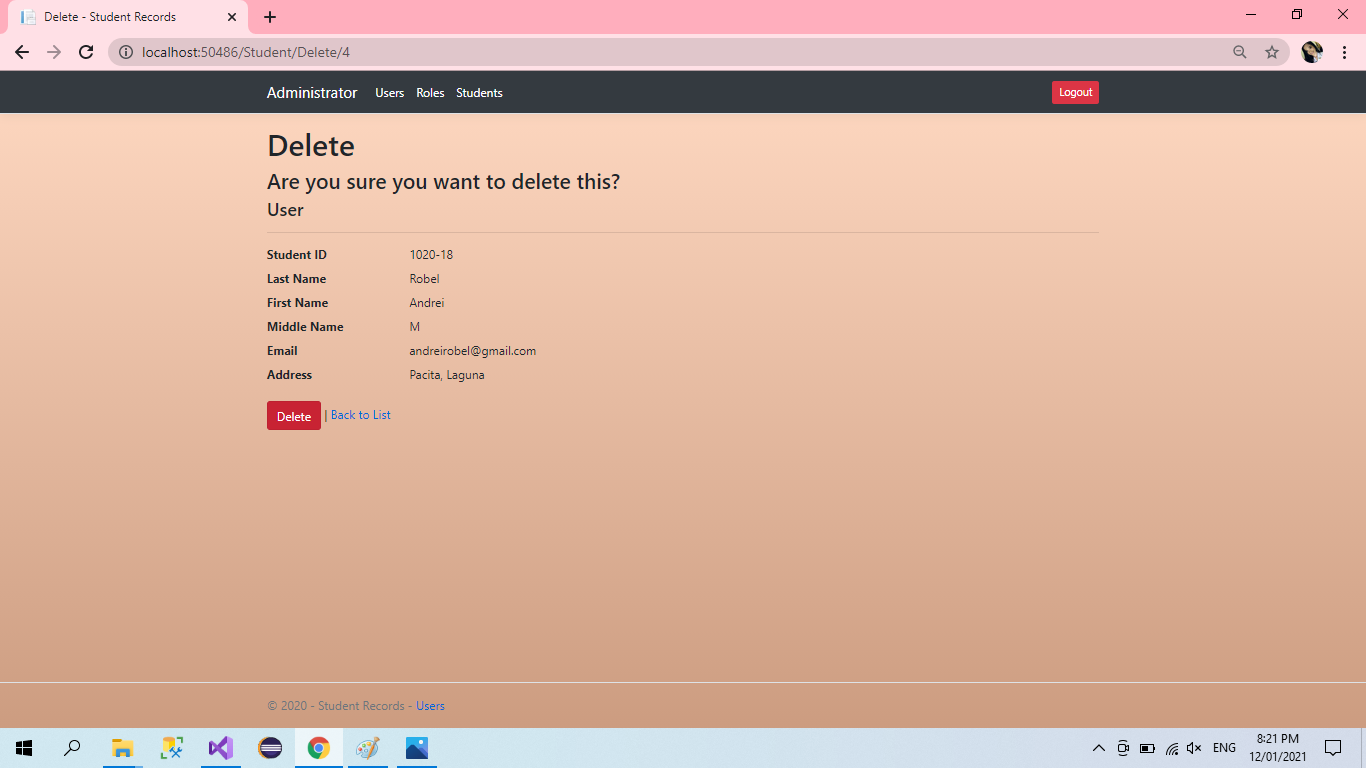 Delete - Student Records
localhost:50486/Student/Delete/4
Administrator Users Roles Students Logout
Delete
Are you sure you want to delete this?
User
Student ID 1020-18
Last Name Robel
First Name Andrei
Middle Name M
Email andreirobel@gmail.com
Address Pacita, Laguna
Delete | Back to List
© 2020 - Student Records - Users
ENG
8:21 PM
12/01/2021